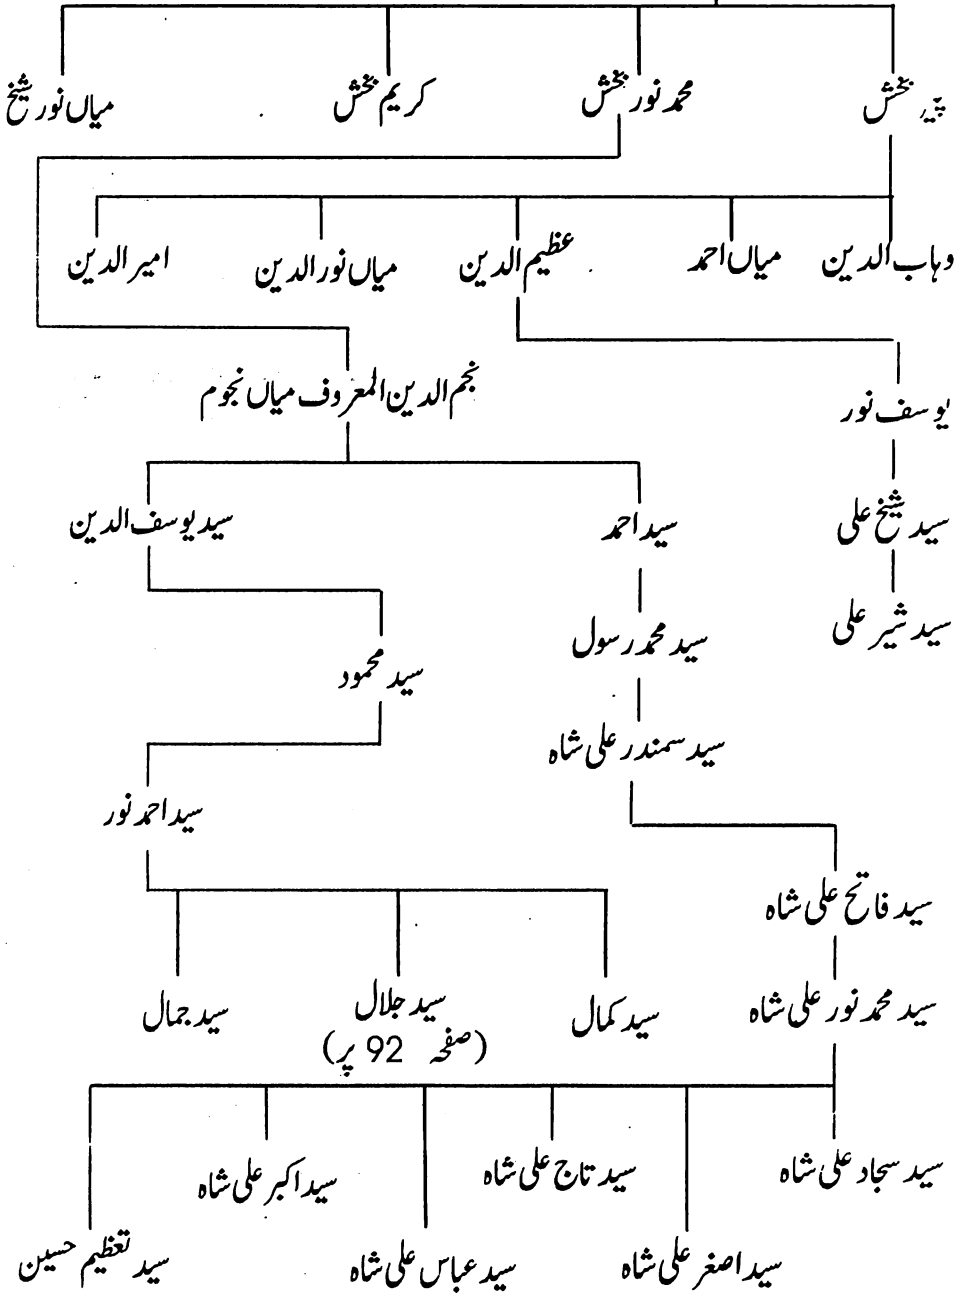 پیر بخش محمد نور بخش کریم بخش میاں نور شیخ
وہاب الدین میاں احمد عظیم الدین میاں نور الدین امیر الدین
نجم الدین المعروف میاں نجوم
یوسف نور
سید شیخ علی سید احمد سید یوسف الدین
سید شیر علی سید محمد رسول
سید محمود
سید سمندر علی شاہ
سید احمد نور
سید فاتح علی شاہ
سید محمد نور علی شاہ سید کمال سید جلال سید جمال
(صفحہ 92 پر)
سید سجاد علی شاہ سید تاج علی شاہ سید اکبر علی شاہ
سید اصغر علی شاہ سید عباس علی شاہ سید تعظیم حسین